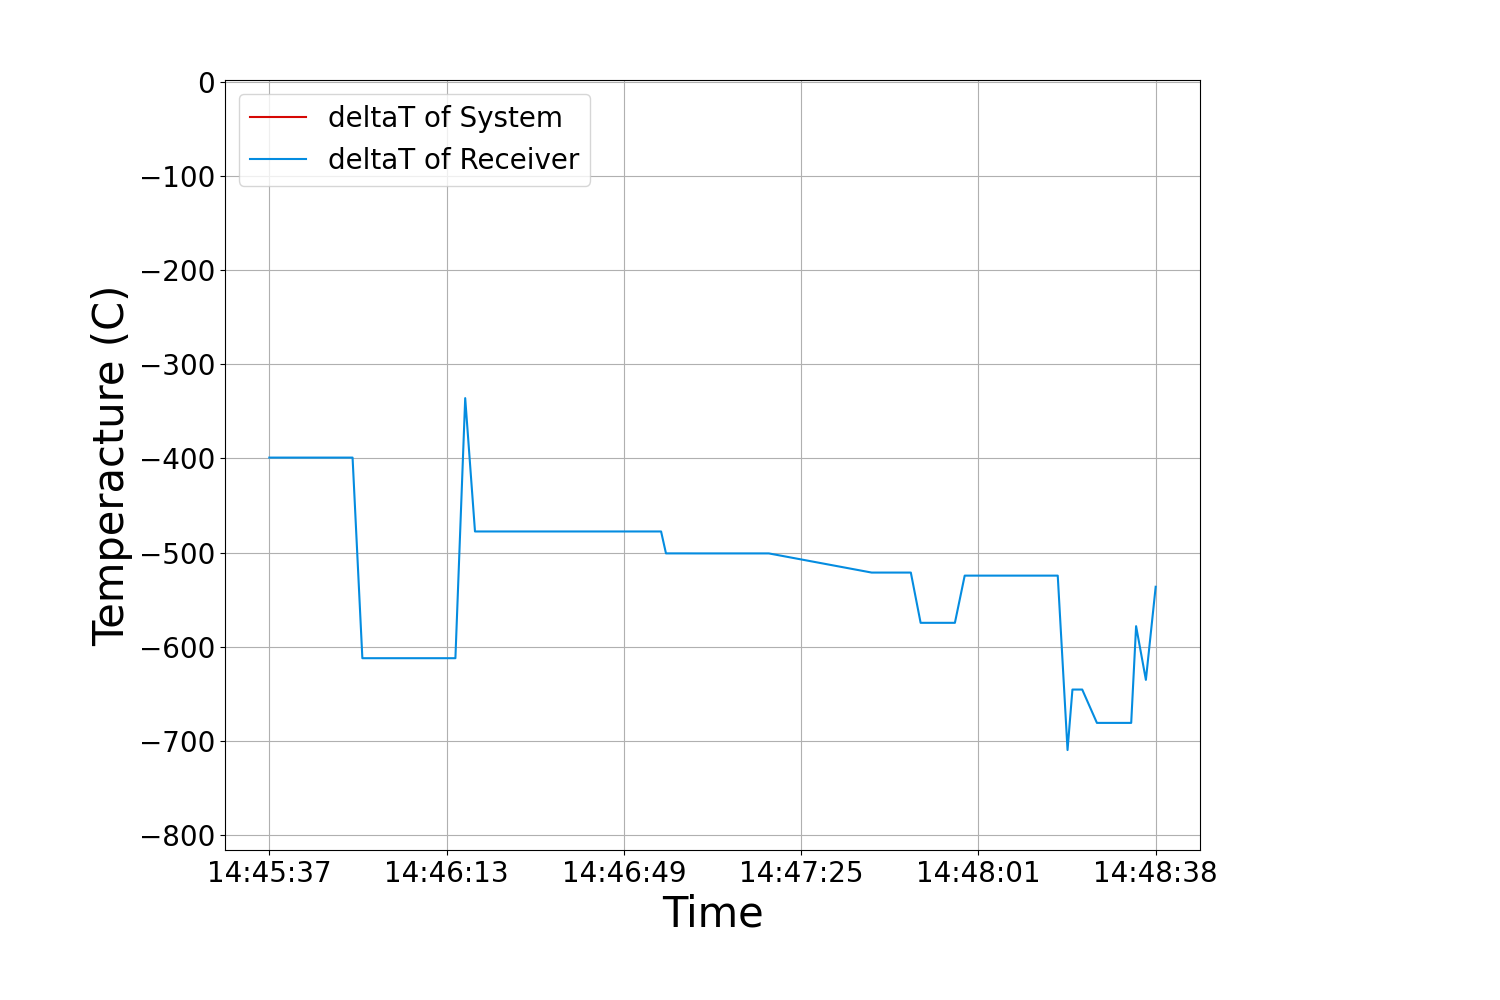 deltaT of System
deltaT of Receiver
0
−100
−200
−300
−400
−500
−600
−700
−800
Temperacture (C)
14:45:37 14:46:13 14:46:49 14:47:25 14:48:01 14:48:38
Time